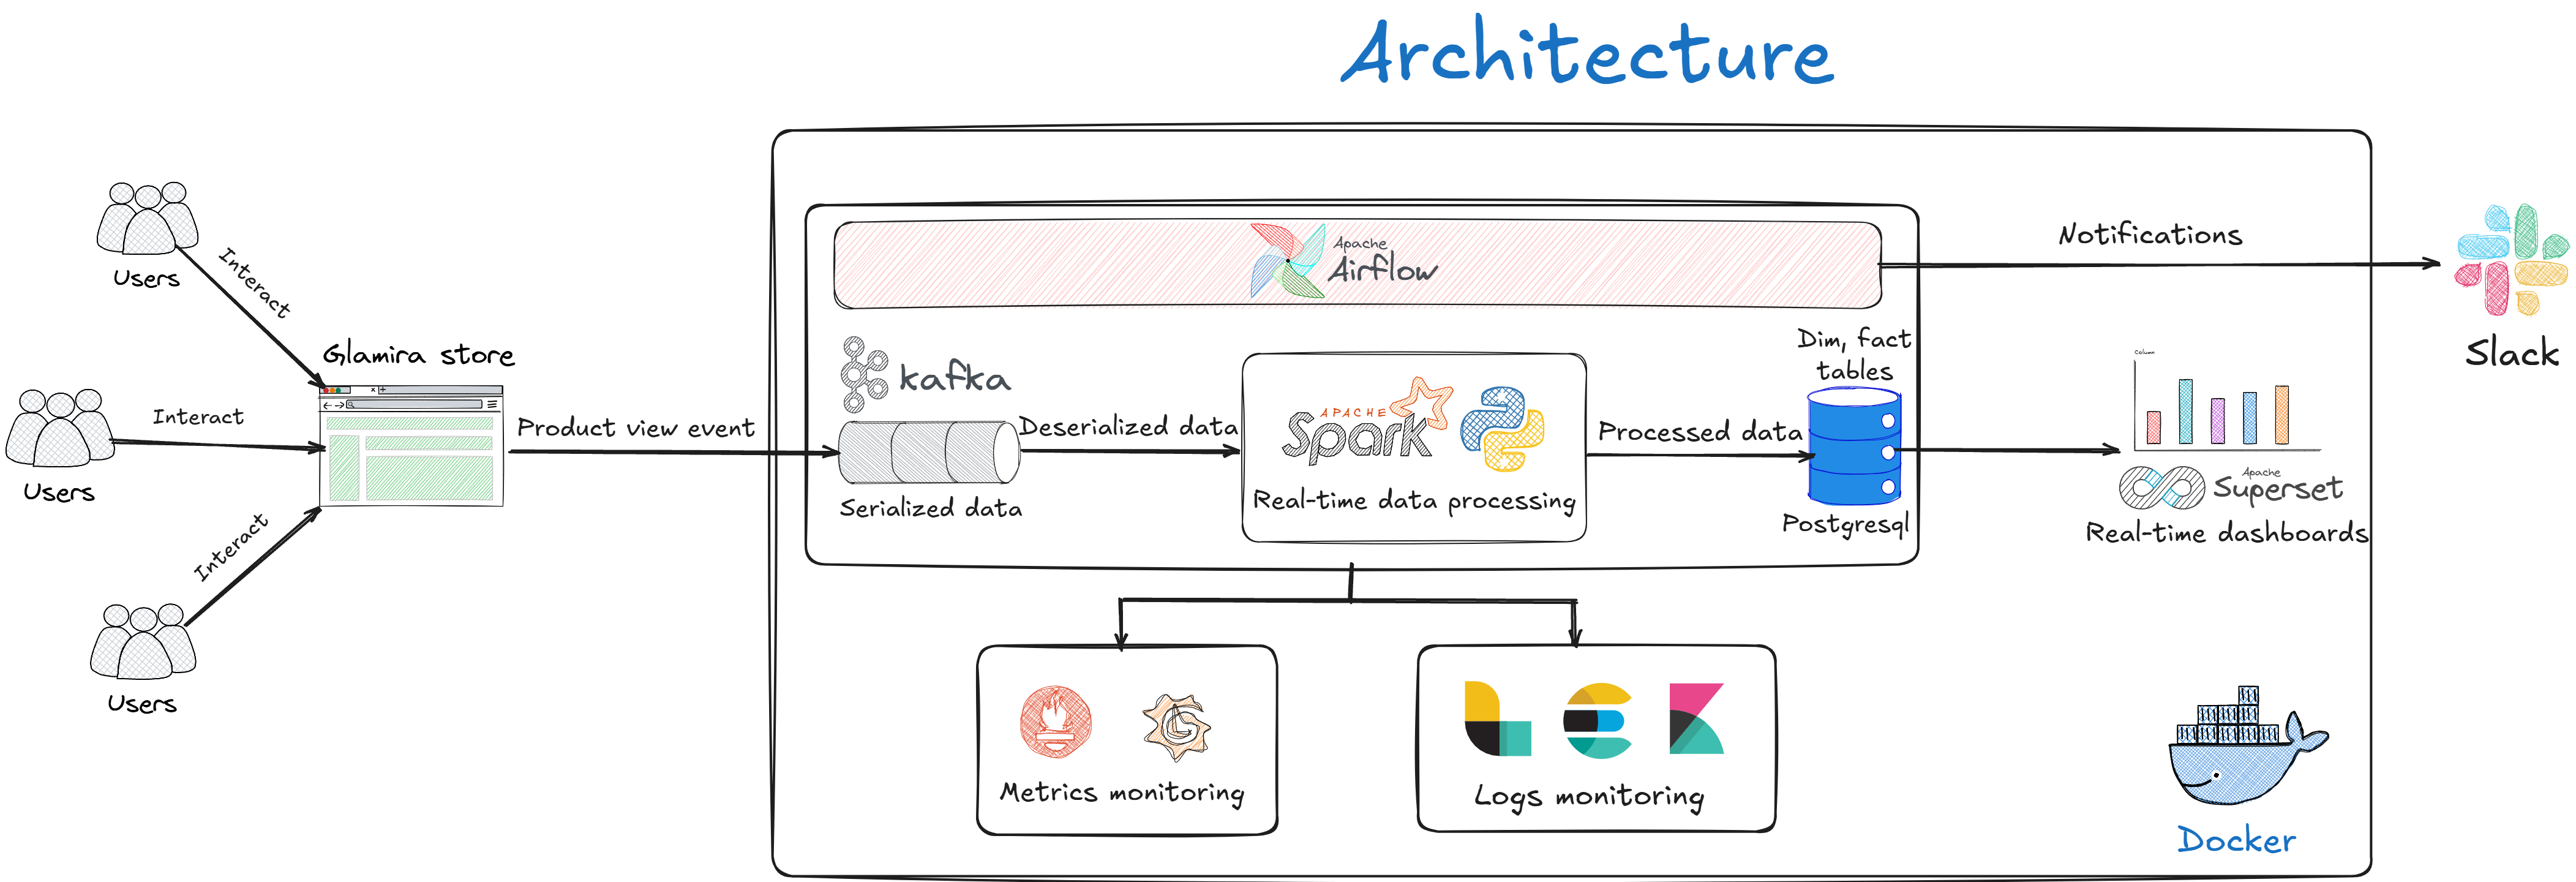 Architecture
Users
Interact
Users
Interact
Users
Interact
Glamira store
Product view event
Apache
Airflow
kafka
Serialized data
Deserialized data
APACHE
Spark
Real-time data processing
Processed data
Dim, fact
tables
Postgresql
Notifications
Slack
Column
Apache
Superset
Real-time dashboards
Metrics monitoring
Logs monitoring
Docker